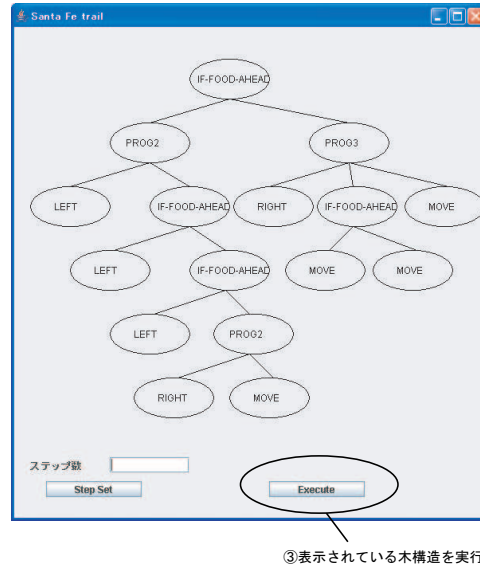 Santa Fe trail
IF-FOOD-AHEAD
PROG2 PROG3
LEFT IF-FOOD-AHEAD RIGHT IF-FOOD-AHEAD MOVE
LEFT IF-FOOD-AHEAD MOVE MOVE
LEFT PROG2
RIGHT MOVE
ステップ数
Step Set Execute
③表示されている木構造を実行